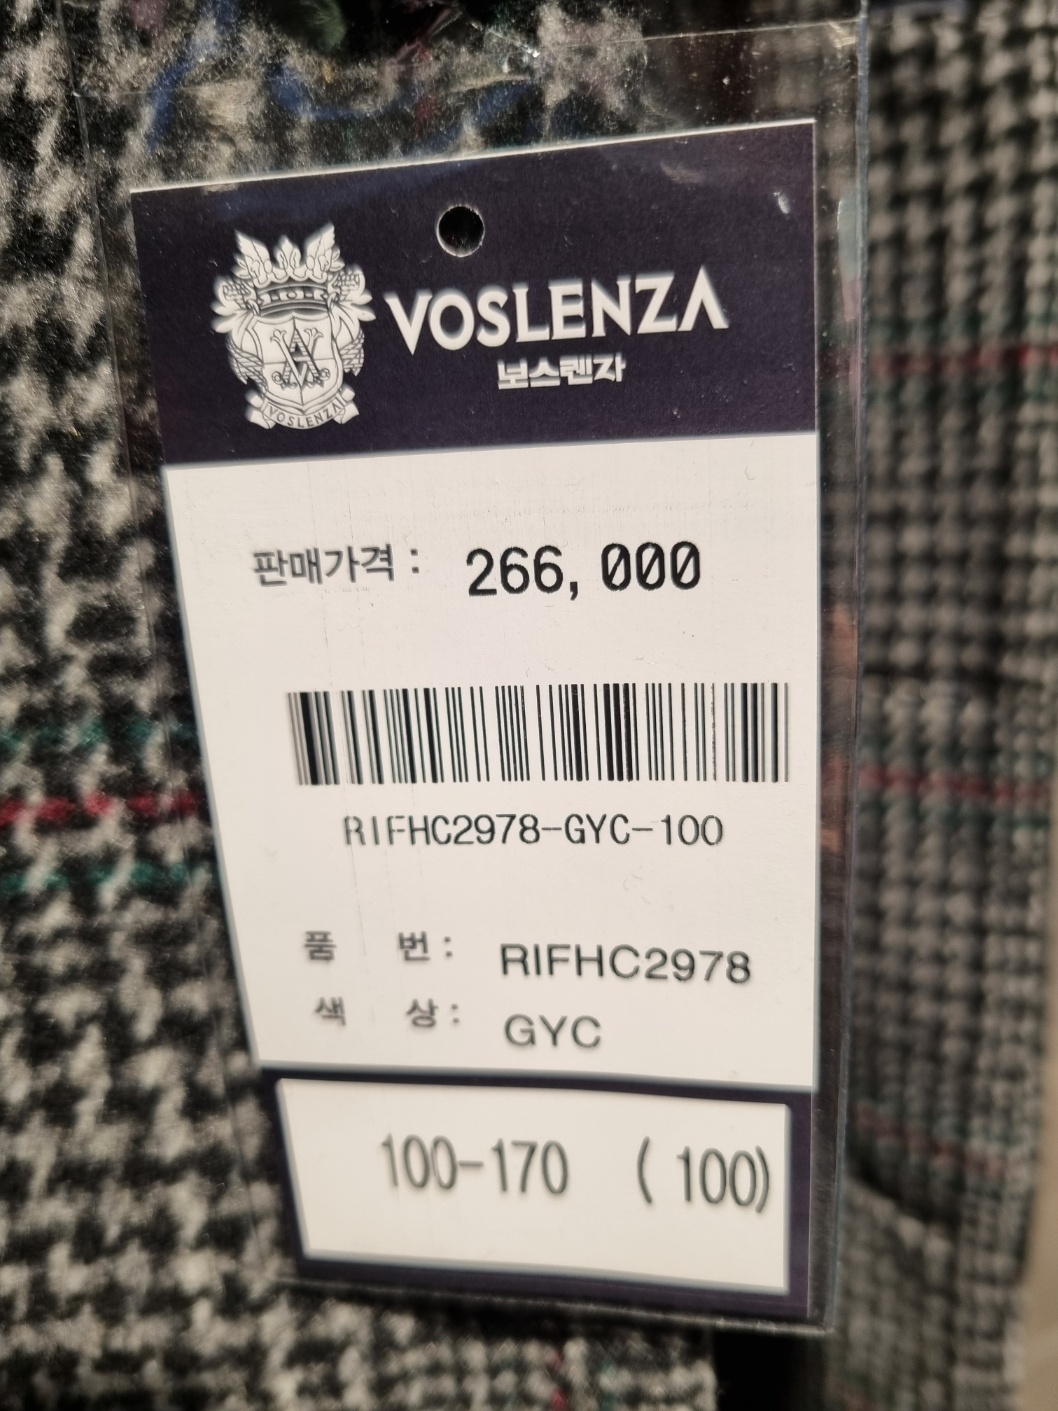 VOSLENZA
보스렌자
VOSLENZA
판매가격 : 266,000
RIFHC2978-GYC-100
품 번 : RIFHC2978
색 상 : GYC
100-170 ( 100)